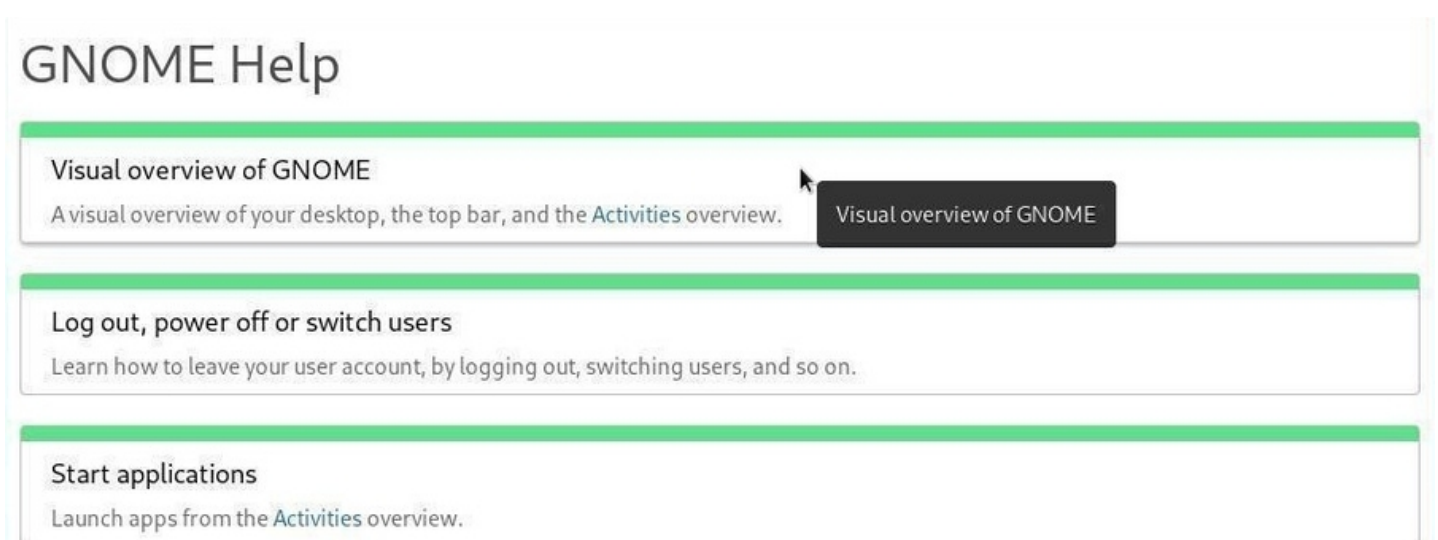 GNOME Help
Visual overview of GNOME
A visual overview of your desktop, the top bar, and the Activities overview.
Visual overview of GNOME
Log out, power off or switch users
Learn how to leave your user account, by logging out, switching users, and so on.
Start applications
Launch apps from the Activities overview.